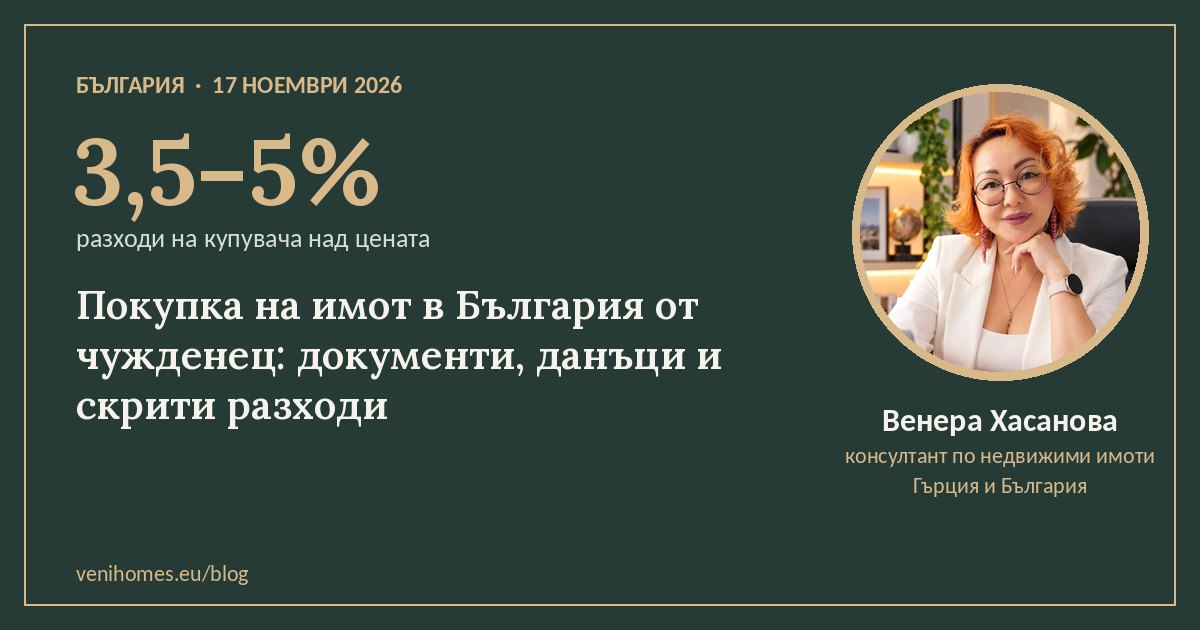 БЪЛГАРИЯ · 17 НОЕМВРИ 2026
3,5–5%
разходи на купувача над цената
Покупка на имот в България от
чужденец: документи, данъци и
скрити разходи
Венера Хасанова
консултант по недвижими имоти
Гърция и България
venihomes.eu/blog